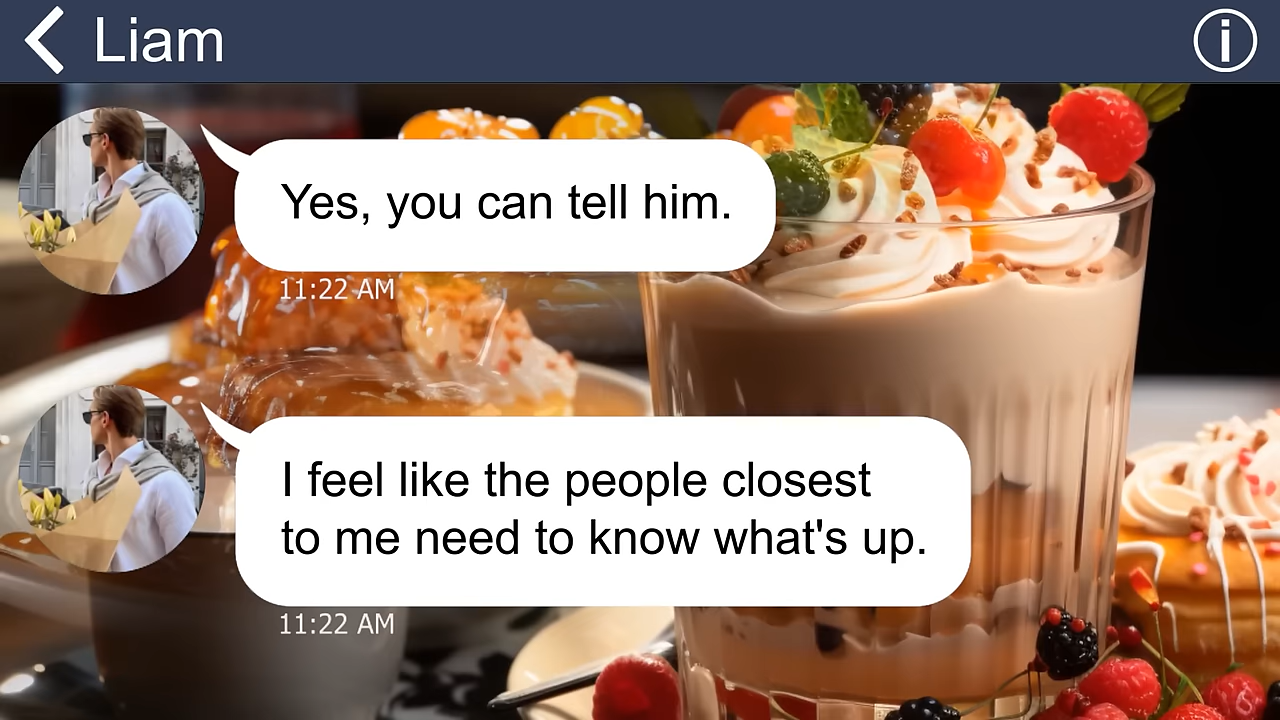 Liam
Yes, you can tell him.
11:22 AM
I feel like the people closest
to me need to know what's up.
11:22 AM